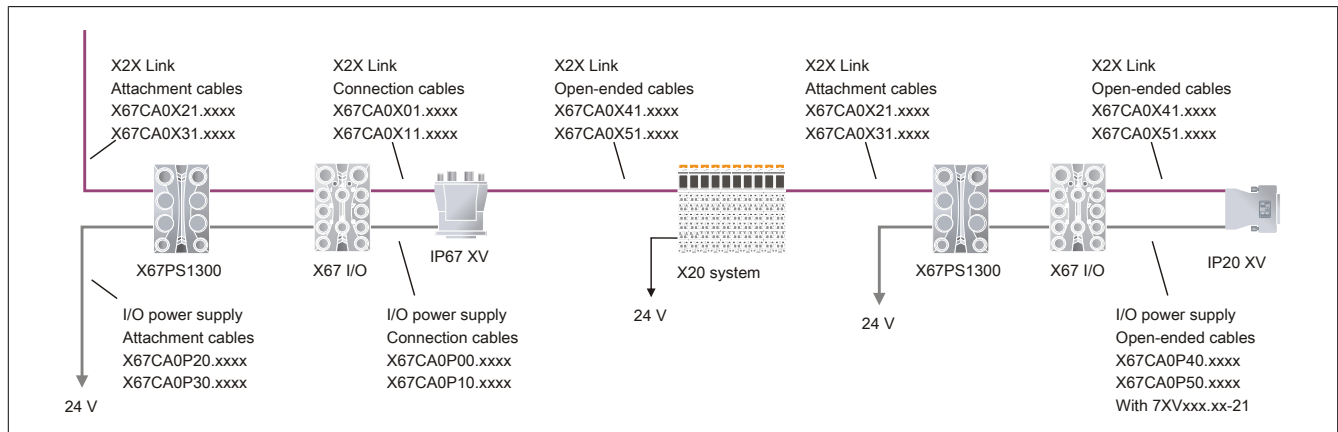 X2X Link
Attachment cables
X67CA0X21.xxxx
X67CA0X31.xxxx
X2X Link
Connection cables
X67CA0X01.xxxx
X67CA0X11.xxxx
X2X Link
Open-ended cables
X67CA0X41.xxxx
X67CA0X51.xxxx
X2X Link
Attachment cables
X67CA0X21.xxxx
X67CA0X31.xxxx
X2X Link
Open-ended cables
X67CA0X41.xxxx
X67CA0X51.xxxx
X67PS1300
X67 I/O
IP67 XV
X20 system
X67PS1300
X67 I/O
IP20 XV
I/O power supply
Attachment cables
X67CA0P20.xxxx
X67CA0P30.xxxx
24 V
I/O power supply
Connection cables
X67CA0P00.xxxx
X67CA0P10.xxxx
24 V
24 V
I/O power supply
Open-ended cables
X67CA0P40.xxxx
X67CA0P50.xxxx
With 7XVxxx.xx-21